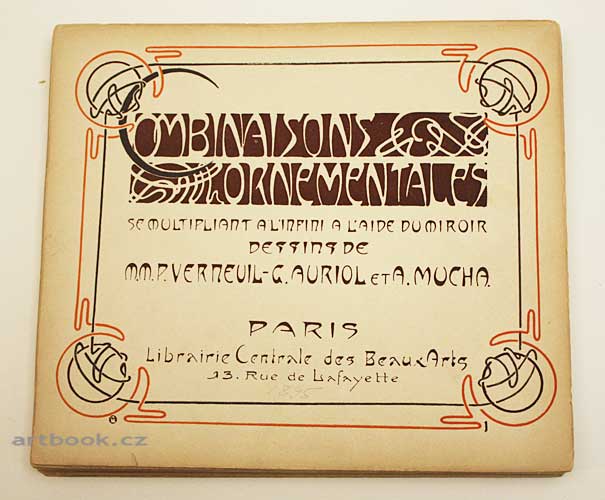 COMBINAISONS
ORNEMENTALES
SE MULTIPLIANT A L'INFINI A L'AIDE DU MIROIR
DESSINS DE
M.M. P. VERNEUIL-G. AURIOL ET A. MUCHA.
PARIS
Librairie Centrale des Beaux Arts
13. Rue de Lafayette
artbook.cz